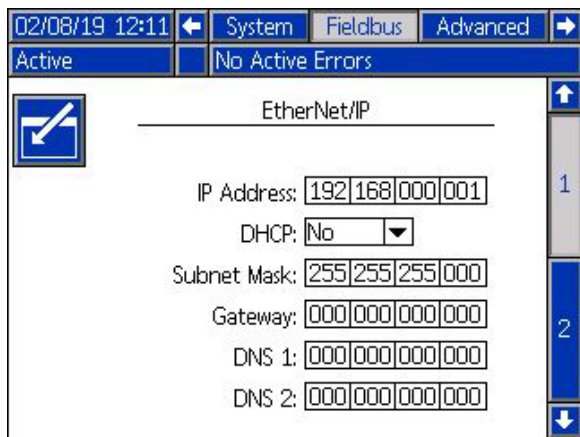 02/08/19 12:11 System Fieldbus Advanced
Active No Active Errors
EtherNet/IP
1
IP Address: 192 168 000 001
DHCP: No
Subnet Mask: 255 255 255 000
Gateway: 000 000 000 000
2
DNS 1: 000 000 000 000
DNS 2: 000 000 000 000